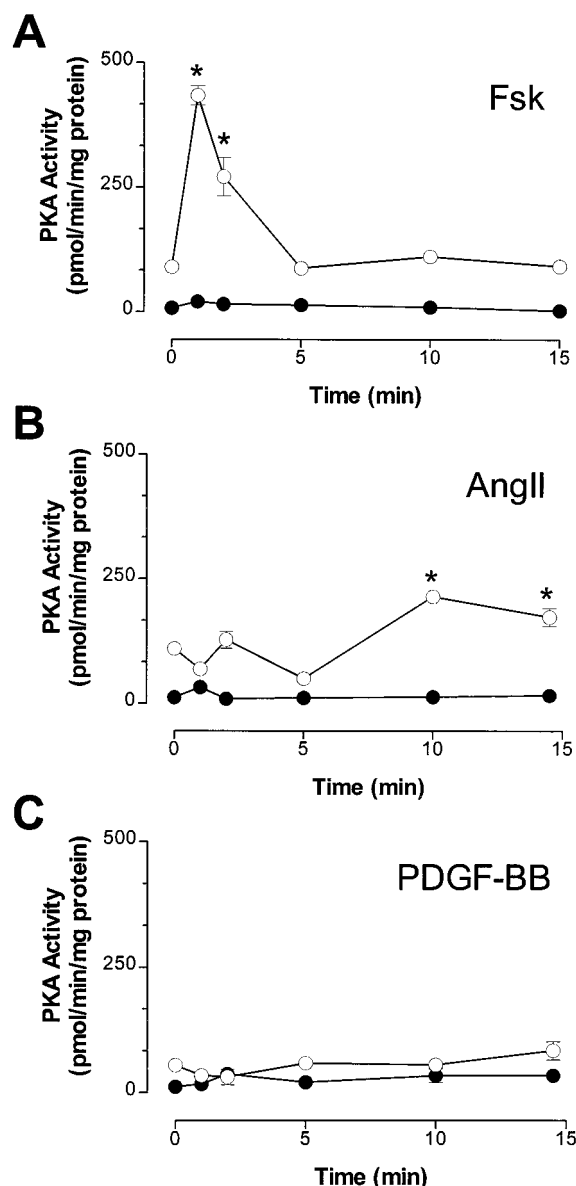 A
500
*
Fsk
*
PKA Activity
(pmol/min/mg protein)
250
0
0 5 10 15
Time (min)
B
500
AngII
PKA Activity
(pmol/min/mg protein)
250
*
*
0
0 5 10 15
Time (min)
C
500
PDGF-BB
PKA Activity
(pmol/min/mg protein)
250
0
0 5 10 15
Time (min)